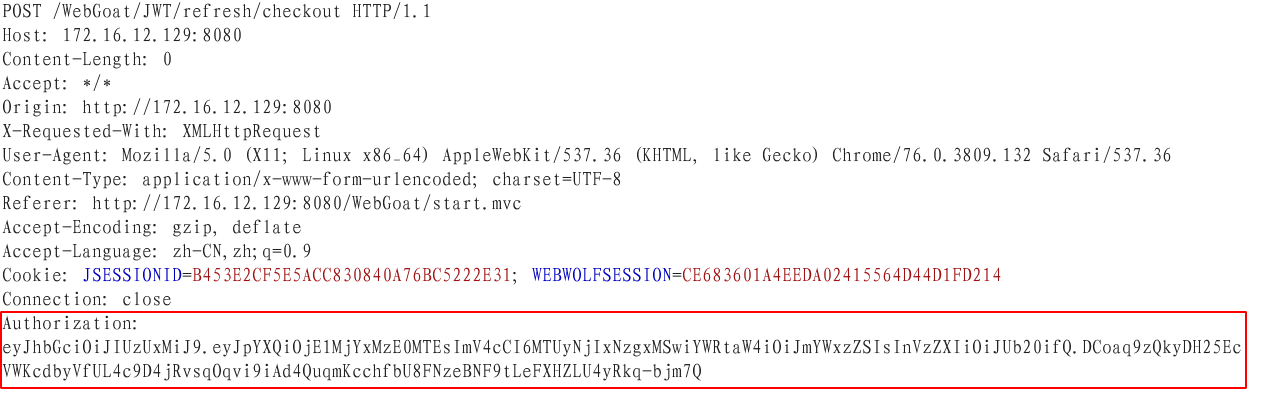 POST /WebGoat/JWT/refresh/checkout HTTP/1.1
Host: 172.16.12.129:8080
Content-Length: 0
Accept: */*
Origin: http://172.16.12.129:8080
X-Requested-With: XMLHttpRequest
User-Agent: Mozilla/5.0 (X11; Linux x86_64) AppleWebKit/537.36 (KHTML, like Gecko) Chrome/76.0.3809.132 Safari/537.36
Content-Type: application/x-www-form-urlencoded; charset=UTF-8
Referer: http://172.16.12.129:8080/WebGoat/start.mvc
Accept-Encoding: gzip, deflate
Accept-Language: zh-CN,zh;q=0.9
Cookie: JSESSIONID=B453E2CF5E5ACC830840A76BC5222E31; WEBWOLFSESSION=CE683601A4EEDA02415564D44D1FD214
Connection: close
Authorization:
eyJhbGciOiJIUzUxMiJ9.eyJpYXQiOjE1MjYxMzE0MTEsImV4cCI6MTUyNjIxNzgxMSwiYWRtaW4iOiJmYWxzZSIsInVzZXIiOiJUb20ifQ.DCoaq9zQkyDH25Ec
VWKcdbyVfUL4c9D4jRvsqOqvi9iAd4QuqmKcchfbU8FNzeBNF9tLeFXHZLU4yRkq-bjm7Q